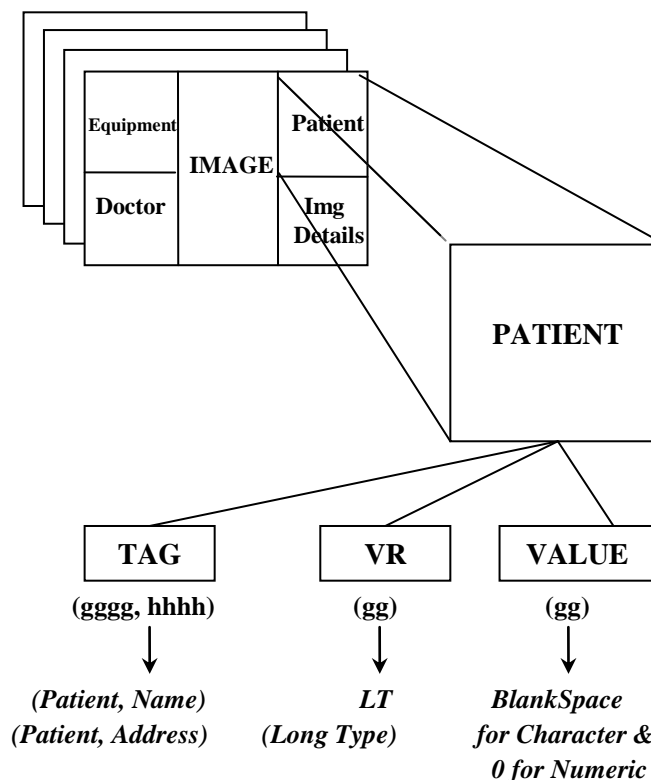 Equipment
Patient
IMAGE
Doctor
Img
Details
PATIENT
TAG
VR
VALUE
(gggg, hhhh)
(gg)
(gg)
(Patient, Name)
LT
BlankSpace
(Patient, Address)
(Long Type)
for Character &
0 for Numeric